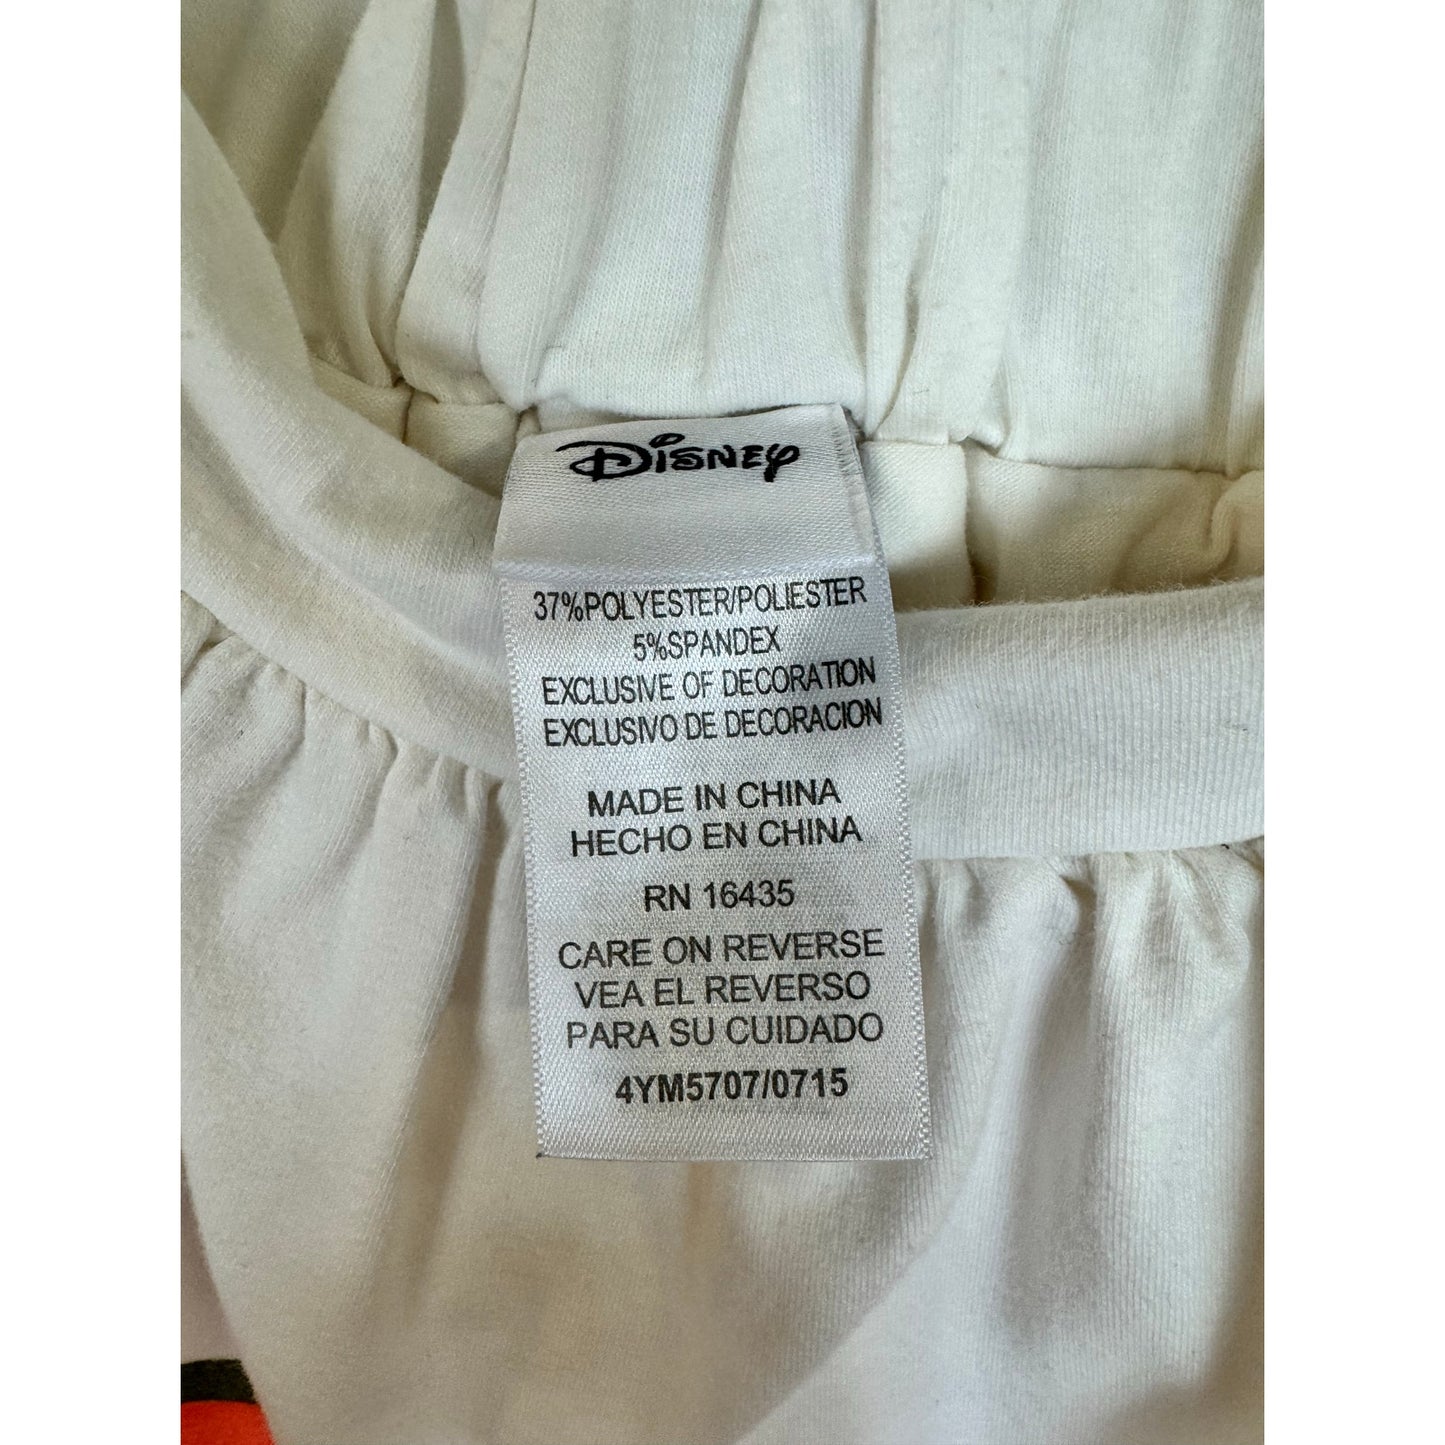 Disney
37%POLYESTER/POLIESTER
5%SPANDEX
EXCLUSIVE OF DECORATION
EXCLUSIVO DE DECORACION
MADE IN CHINA
HECHO EN CHINA
RN 16435
CARE ON REVERSE
VEA EL REVERSO
PARA SU CUIDADO
4YM5707/0715